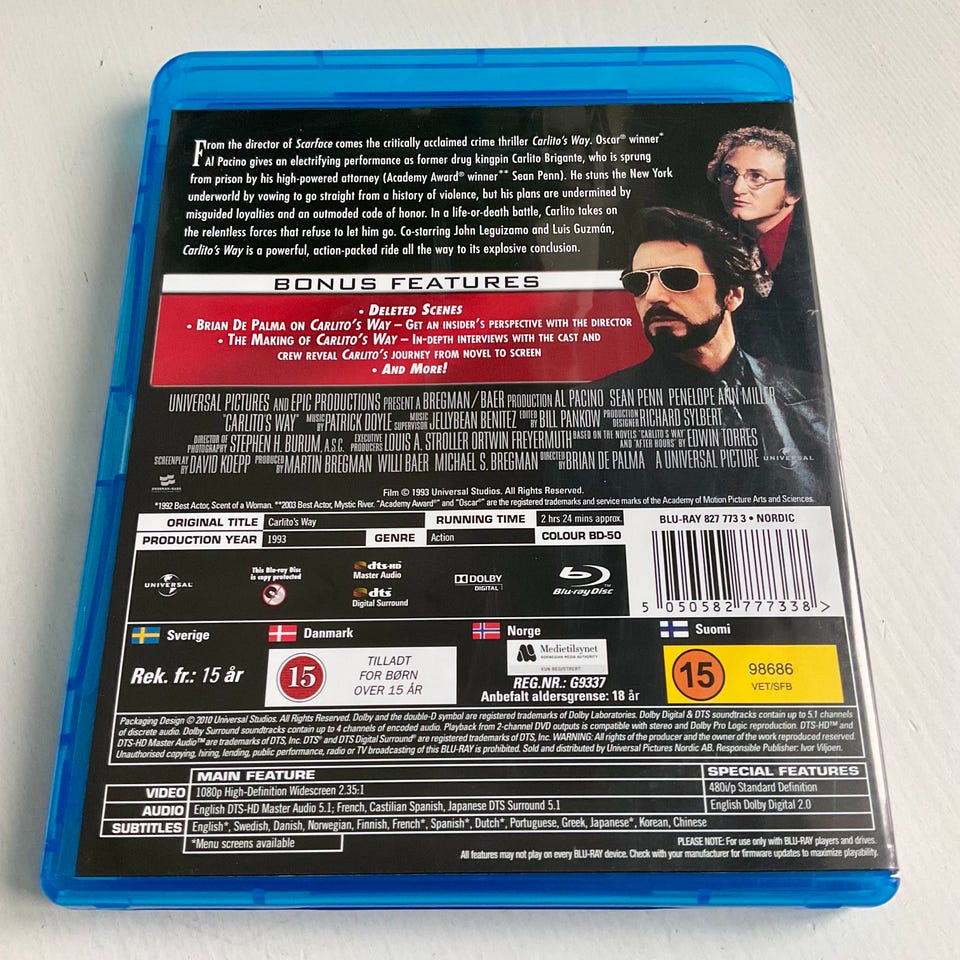 From the director of Scarface comes the critically acclaimed crime thriller Carlito's Way. Oscar® winner*
Al Pacino gives an electrifying performance as former drug kingpin Carlito Brigante, who is sprung
from prison by his high-powered attorney (Academy Award® winner** Sean Penn). He stuns the New York
underworld by vowing to go straight from a history of violence, but his plans are undermined by
misguided loyalties and an outmoded code of honor. In a life-or-death battle, Carlito takes on
the relentless forces that refuse to let him go. Co-starring John Leguizamo and Luis Guzmán,
Carlito's Way is a powerful, action-packed ride all the way to its explosive conclusion.
BONUS FEATURES
• DELETED SCENES
• BRIAN DE PALMA ON CARLITO'S WAY – GET AN INSIDER'S PERSPECTIVE WITH THE DIRECTOR
• THE MAKING OF CARLITO'S WAY – IN-DEPTH INTERVIEWS WITH THE CAST AND
CREW REVEAL CARLITO'S JOURNEY FROM NOVEL TO SCREEN
• AND MORE!
UNIVERSAL PICTURES AND EPIC PRODUCTIONS PRESENT A BREGMAN/BAER PRODUCTION AL PACINO SEAN PENN PENELOPE ANN MILLER
"CARLITO'S WAY" MUSIC BY PATRICK DOYLE MUSIC SUPERVISOR JELLYBEAN BENITEZ EDITED BY BILL PANKOW PRODUCTION DESIGNER RICHARD SYLBERT
DIRECTOR OF PHOTOGRAPHY STEPHEN H. BURUM, A.S.C. EXECUTIVE PRODUCERS LOUIS A. STROLLER ORTWIN FREYERMUTH BASED ON THE NOVELS "CARLITO'S WAY" AND "AFTER HOURS" BY EDWIN TORRES
SCREENPLAY BY DAVID KOEPP PRODUCED BY MARTIN BREGMAN WILLI BAER MICHAEL S. BREGMAN DIRECTED BY BRIAN DE PALMA A UNIVERSAL PICTURE UNIVERSAL
BREGMAN/BAER
Film © 1993 Universal Studios. All Rights Reserved.
*1992 Best Actor, Scent of a Woman. **2003 Best Actor, Mystic River. "Academy Award®" and "Oscar®" are the registered trademarks and service marks of the Academy of Motion Picture Arts and Sciences.
ORIGINAL TITLE Carlito's Way RUNNING TIME 2 hrs 24 mins approx.
PRODUCTION YEAR 1993 GENRE Action COLOUR BD-50
BLU-RAY 827 773 3 • NORDIC
5 050582 777338 >
UNIVERSAL
This Blu-ray Disc
is copy protected
dts-HD
Master Audio
dts
Digital Surround
DOLBY
DIGITAL
Blu-ray Disc
Sverige
Rek. fr.: 15 år
Danmark
15
TILLADT
FOR BØRN
OVER 15 ÅR
Norge
Medietilsynet
NORWEGIAN MEDIA AUTHORITY
KUN REGISTRERT
REG.NR.: G9337
Anbefalt aldersgrense: 18 år
Suomi
15
98686
VET/SFB
Packaging Design © 2010 Universal Studios. All Rights Reserved. Dolby and the double-D symbol are registered trademarks of Dolby Laboratories. Dolby Digital & DTS soundtracks contain up to 5.1 channels
of discrete audio. Dolby Surround soundtracks contain up to 4 channels of encoded audio. Playback from 2-channel DVD outputs is compatible with stereo and Dolby Pro Logic reproduction. DTS-HD™ and
DTS-HD Master Audio™ are trademarks of DTS, Inc. DTS® and DTS Digital Surround® are registered trademarks of DTS, Inc. WARNING: All rights of the producer and the owner of the work reproduced reserved.
Unauthorised copying, hiring, lending, public performance, radio or TV broadcasting of this BLU-RAY is prohibited. Sold and distributed by Universal Pictures Nordic AB. Responsible Publisher: Ivor Viljoen.
MAIN FEATURE SPECIAL FEATURES
VIDEO 1080p High-Definition Widescreen 2.35:1 480i/p Standard Definition
AUDIO English DTS-HD Master Audio 5.1; French, Castilian Spanish, Japanese DTS Surround 5.1 English Dolby Digital 2.0
SUBTITLES English*, Swedish, Danish, Norwegian, Finnish, French*, Spanish*, Dutch*, Portuguese, Greek, Japanese*, Korean, Chinese
*Menu screens available
PLEASE NOTE: For use only with BLU-RAY players and drives.
All features may not play on every BLU-RAY device. Check with your manufacturer for firmware updates to maximize playability.